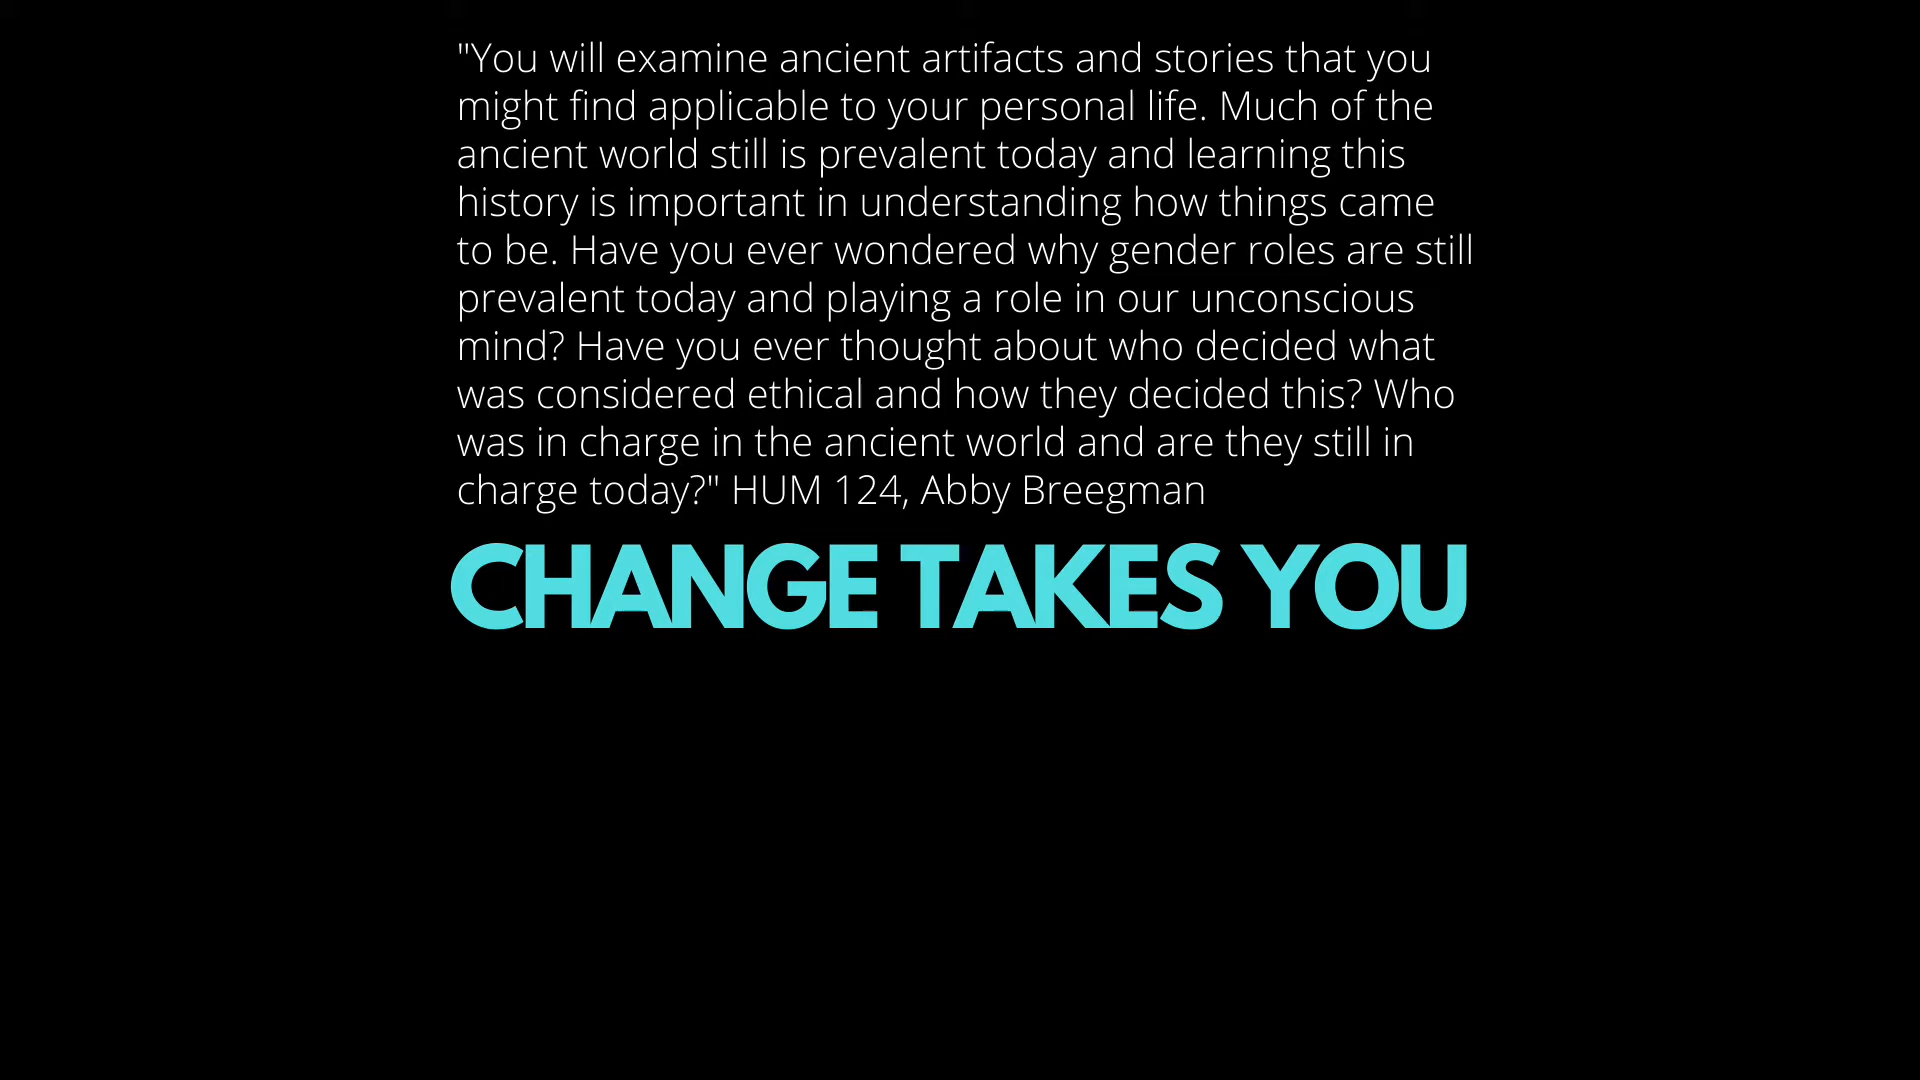 "You will examine ancient artifacts and stories that you
might find applicable to your personal life. Much of the
ancient world still is prevalent today and learning this
history is important in understanding how things came
to be. Have you ever wondered why gender roles are still
prevalent today and playing a role in our unconscious
mind? Have you ever thought about who decided what
was considered ethical and how they decided this? Who
was in charge in the ancient world and are they still in
charge today?" HUM 124, Abby Breegman
CHANGE TAKES YOU